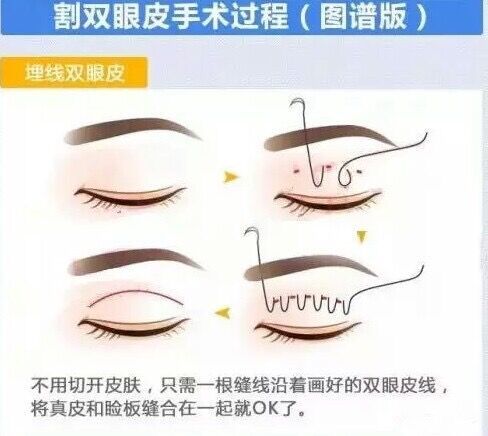 割双眼皮手术过程（图谱版）
埋线双眼皮
不用切开皮肤，只需一根缝线沿着画好的双眼皮线，
将真皮和睑板缝合在一起就OK了。